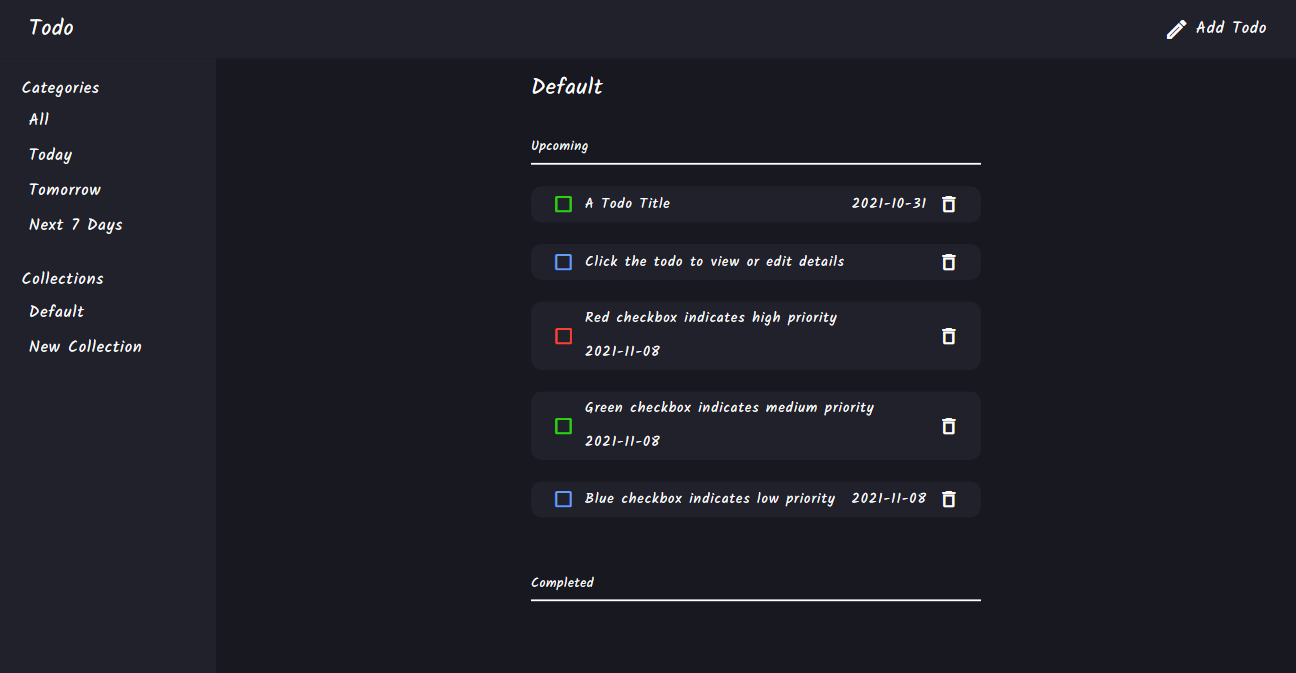 Todo
Add Todo
Categories
All
Today
Tomorrow
Next 7 Days
Collections
Default
New Collection
Default
Upcoming
A Todo Title 2021-10-31
Click the todo to view or edit details
Red checkbox indicates high priority
2021-11-08
Green checkbox indicates medium priority
2021-11-08
Blue checkbox indicates low priority 2021-11-08
Completed